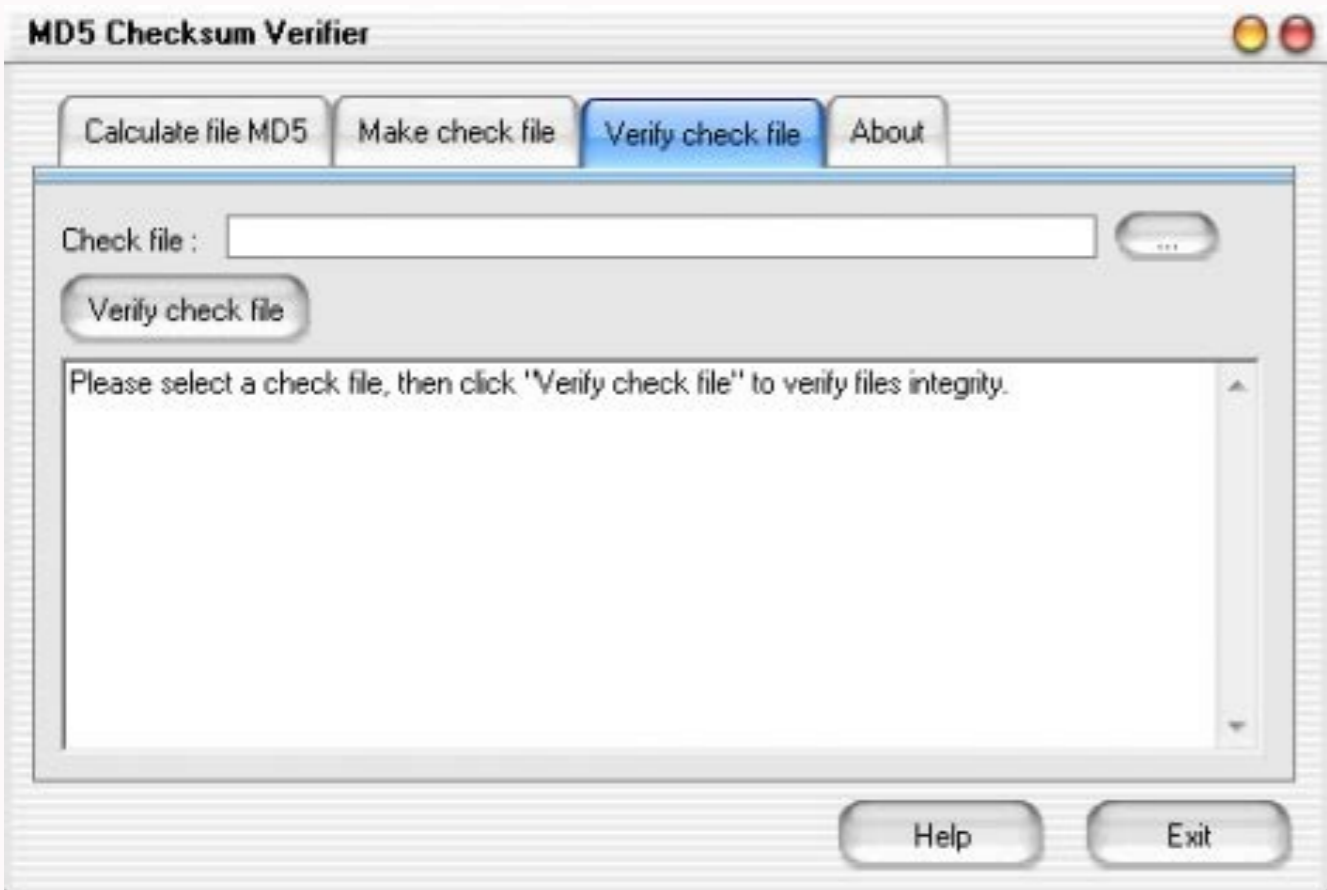 MD5 Checksum Verifier
Calculate file MD5 Make check file Verify check file About
Check file : ...
Verify check file
Please select a check file, then click "Verify check file" to verify files integrity.
Help Exit